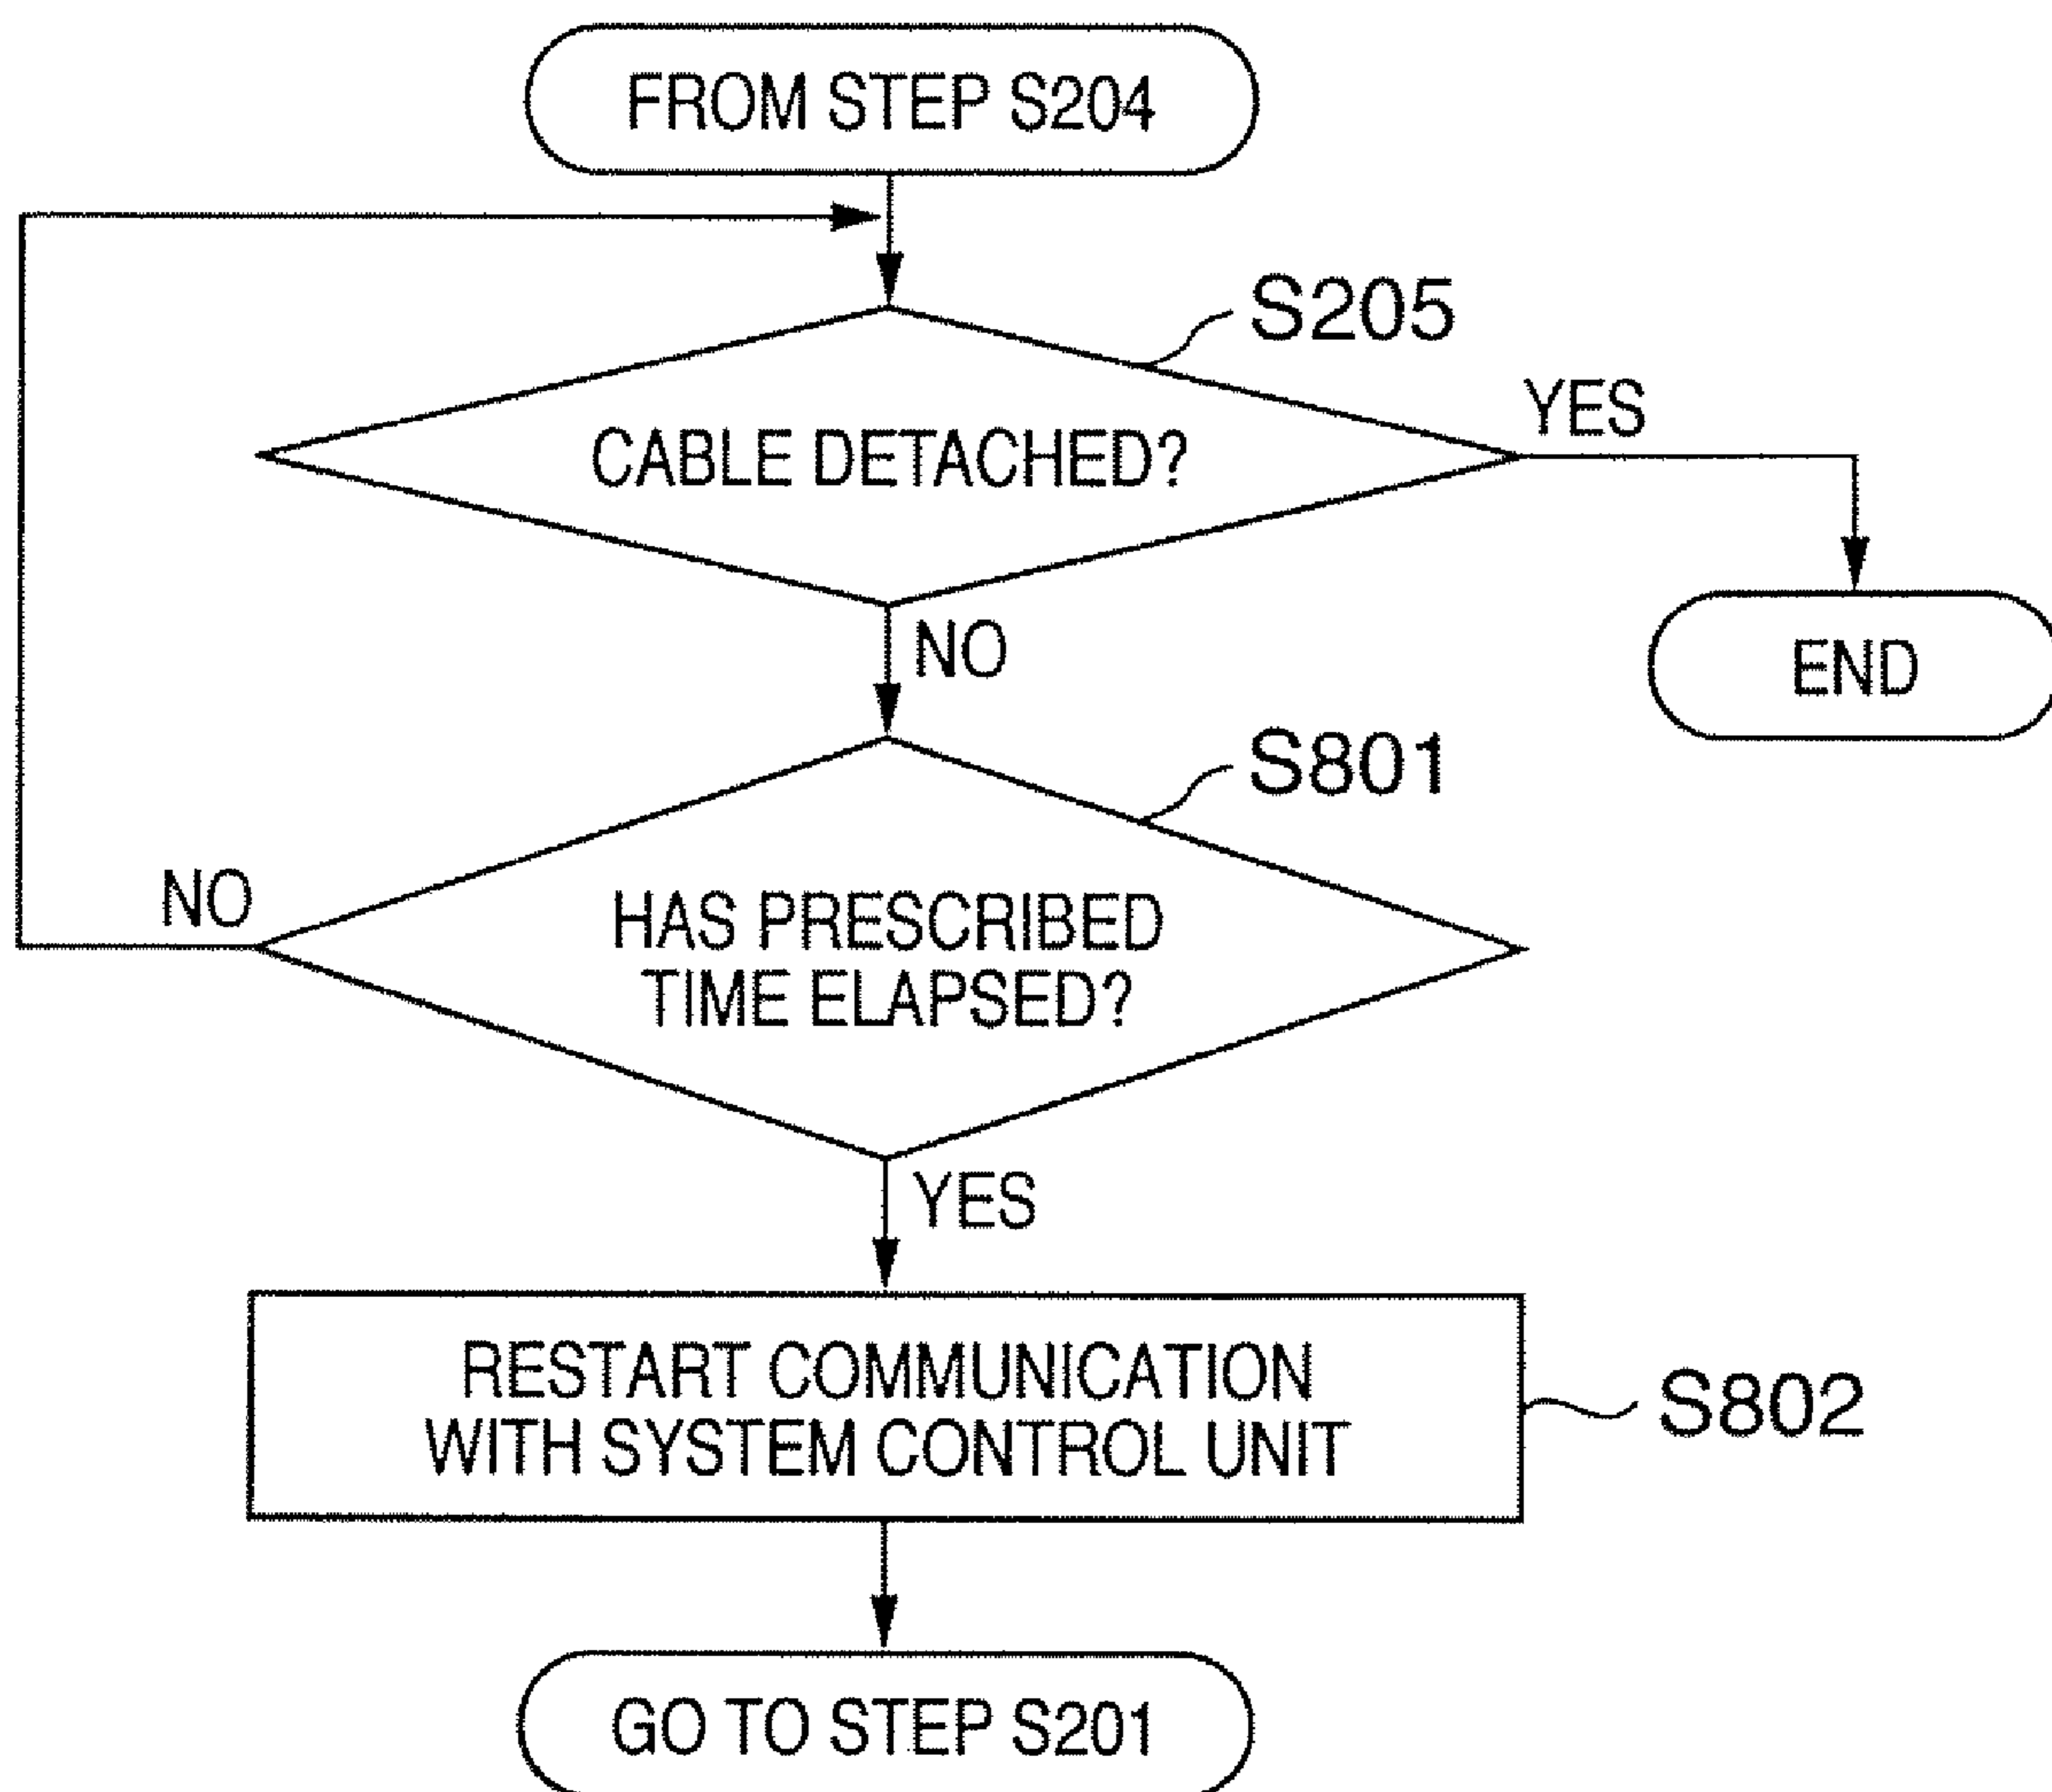 FROM STEP S204
S205
CABLE DETACHED?
YES
END
NO
S801
HAS PRESCRIBED
TIME ELAPSED?
NO
YES
RESTART COMMUNICATION
WITH SYSTEM CONTROL UNIT
S802
GO TO STEP S201